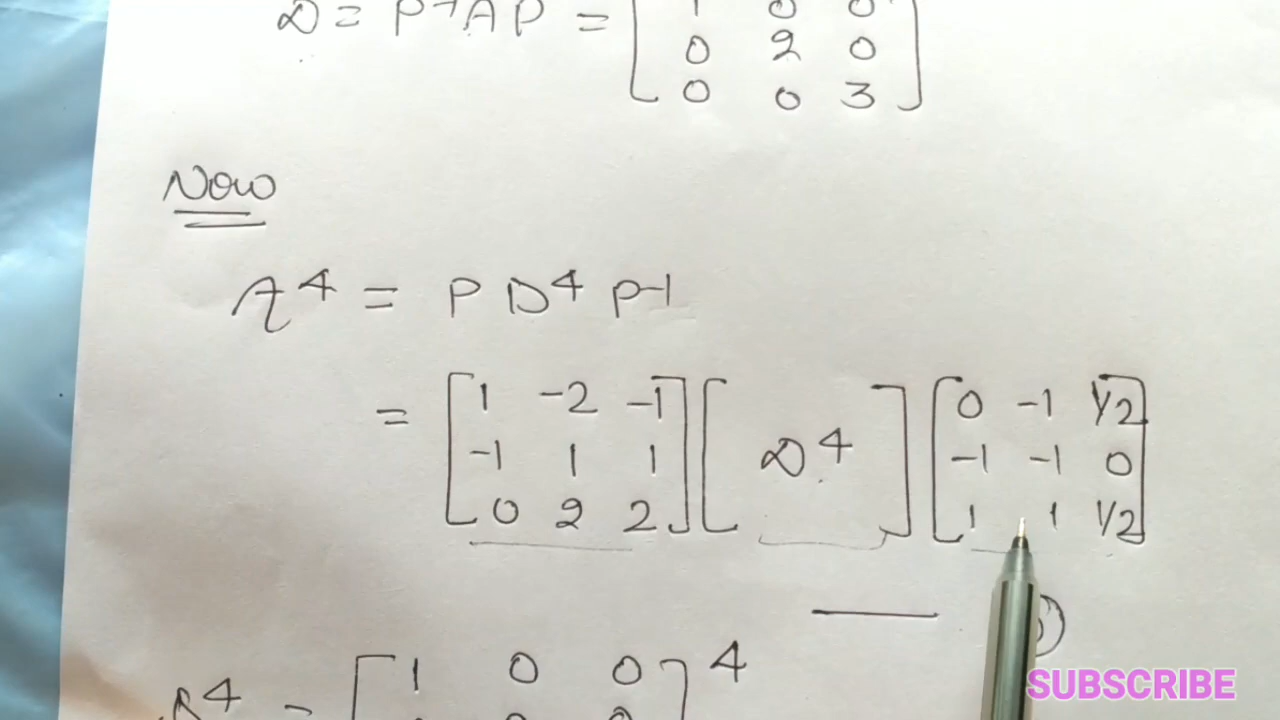 D = P⁻¹AP = [1 0 0
0 2 0
0 0 3]
Now
A⁴ = P D⁴ P⁻¹
= [1 -2 -1] [ ] [0 -1 1/2]
[-1 1 1] [D⁴] [-1 -1 0]
[0 2 2] [ ] [1 1 1/2]
D⁴ = [1 0 0]⁴
SUBSCRIBE